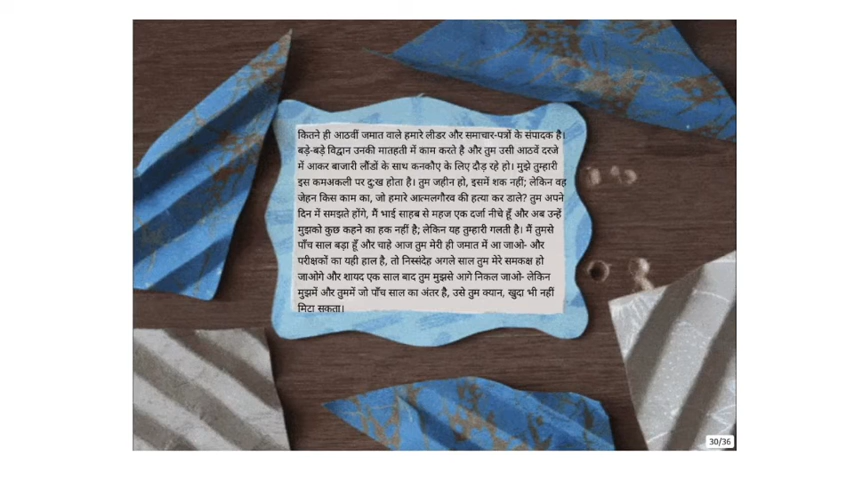 कितने ही आठवीं जमात वाले हमारे लीडर और समाचार-पत्रों के संपादक है।
बड़े-बड़े विद्वान उनकी मातहती में काम करते है और तुम उसी आठवें दरजे
में आकर बाजारी लौंडों के साथ कनकौए के लिए दौड़ रहे हो। मुझे तुम्हारी
इस कमअकली पर दु:ख होता है। तुम जहीन हो, इसमें शक नहीं; लेकिन वह
जेहन किस काम का, जो हमारे आत्मलगौरव की हत्या कर डाले? तुम अपने
दिन में समझते होंगे, मैं भाई साहब से महज एक दर्जा नीचे हूँ और अब उन्हें
मुझको कुछ कहने का हक नहीं है; लेकिन यह तुम्हारी गलती है। मैं तुमसे
पाँच साल बड़ा हूँ और चाहे आज तुम मेरी ही जमात में आ जाओ- और
परीक्षकों का यही हाल है, तो निस्संदेह अगले साल तुम मेरे समकक्ष हो
जाओगे और शायद एक साल बाद तुम मुझसे आगे निकल जाओ- लेकिन
मुझमें और तुममें जो पाँच साल का अंतर है, उसे तुम क्यान, खुदा भी नहीं
मिटा सकता।
30/36